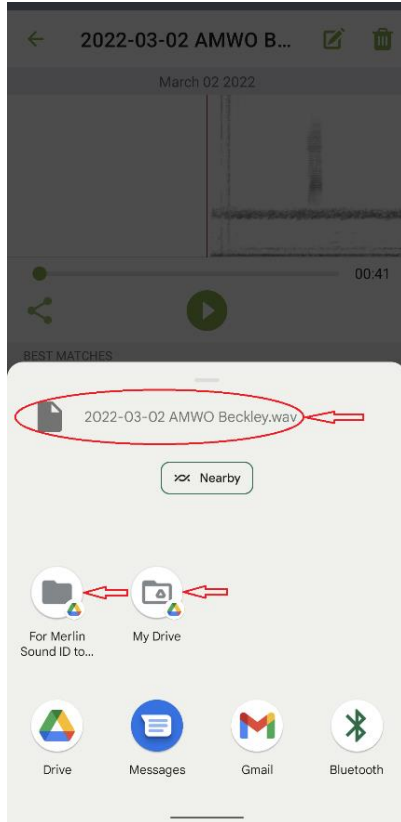 2022-03-02 AMWO B...
March 02 2022
00:41
BEST MATCHES
2022-03-02 AMWO Beckley.wav
Nearby
For Merlin
Sound ID to...
My Drive
Drive
Messages
Gmail
Bluetooth